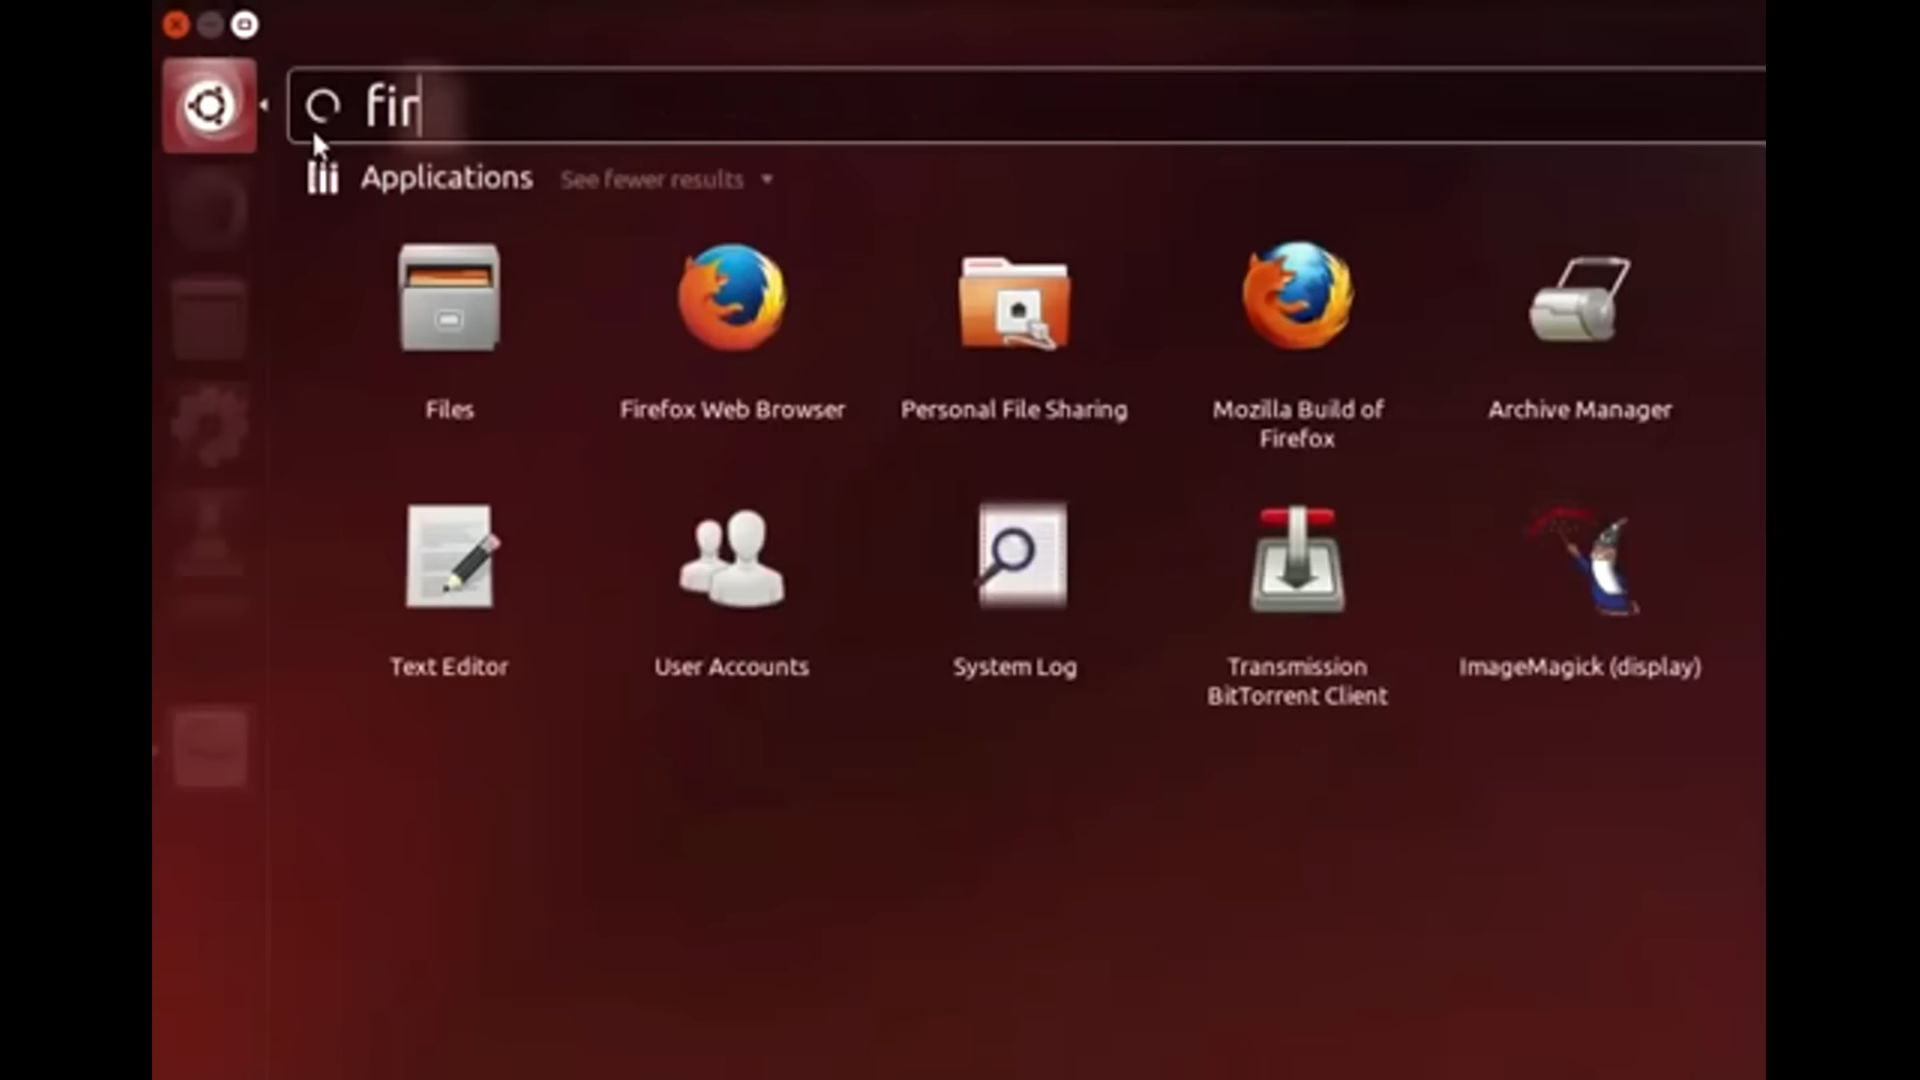 fir
Applications See fewer results
Files
Firefox Web Browser
Personal File Sharing
Mozilla Build of
Firefox
Archive Manager
Text Editor
User Accounts
System Log
Transmission
BitTorrent Client
ImageMagick (display)